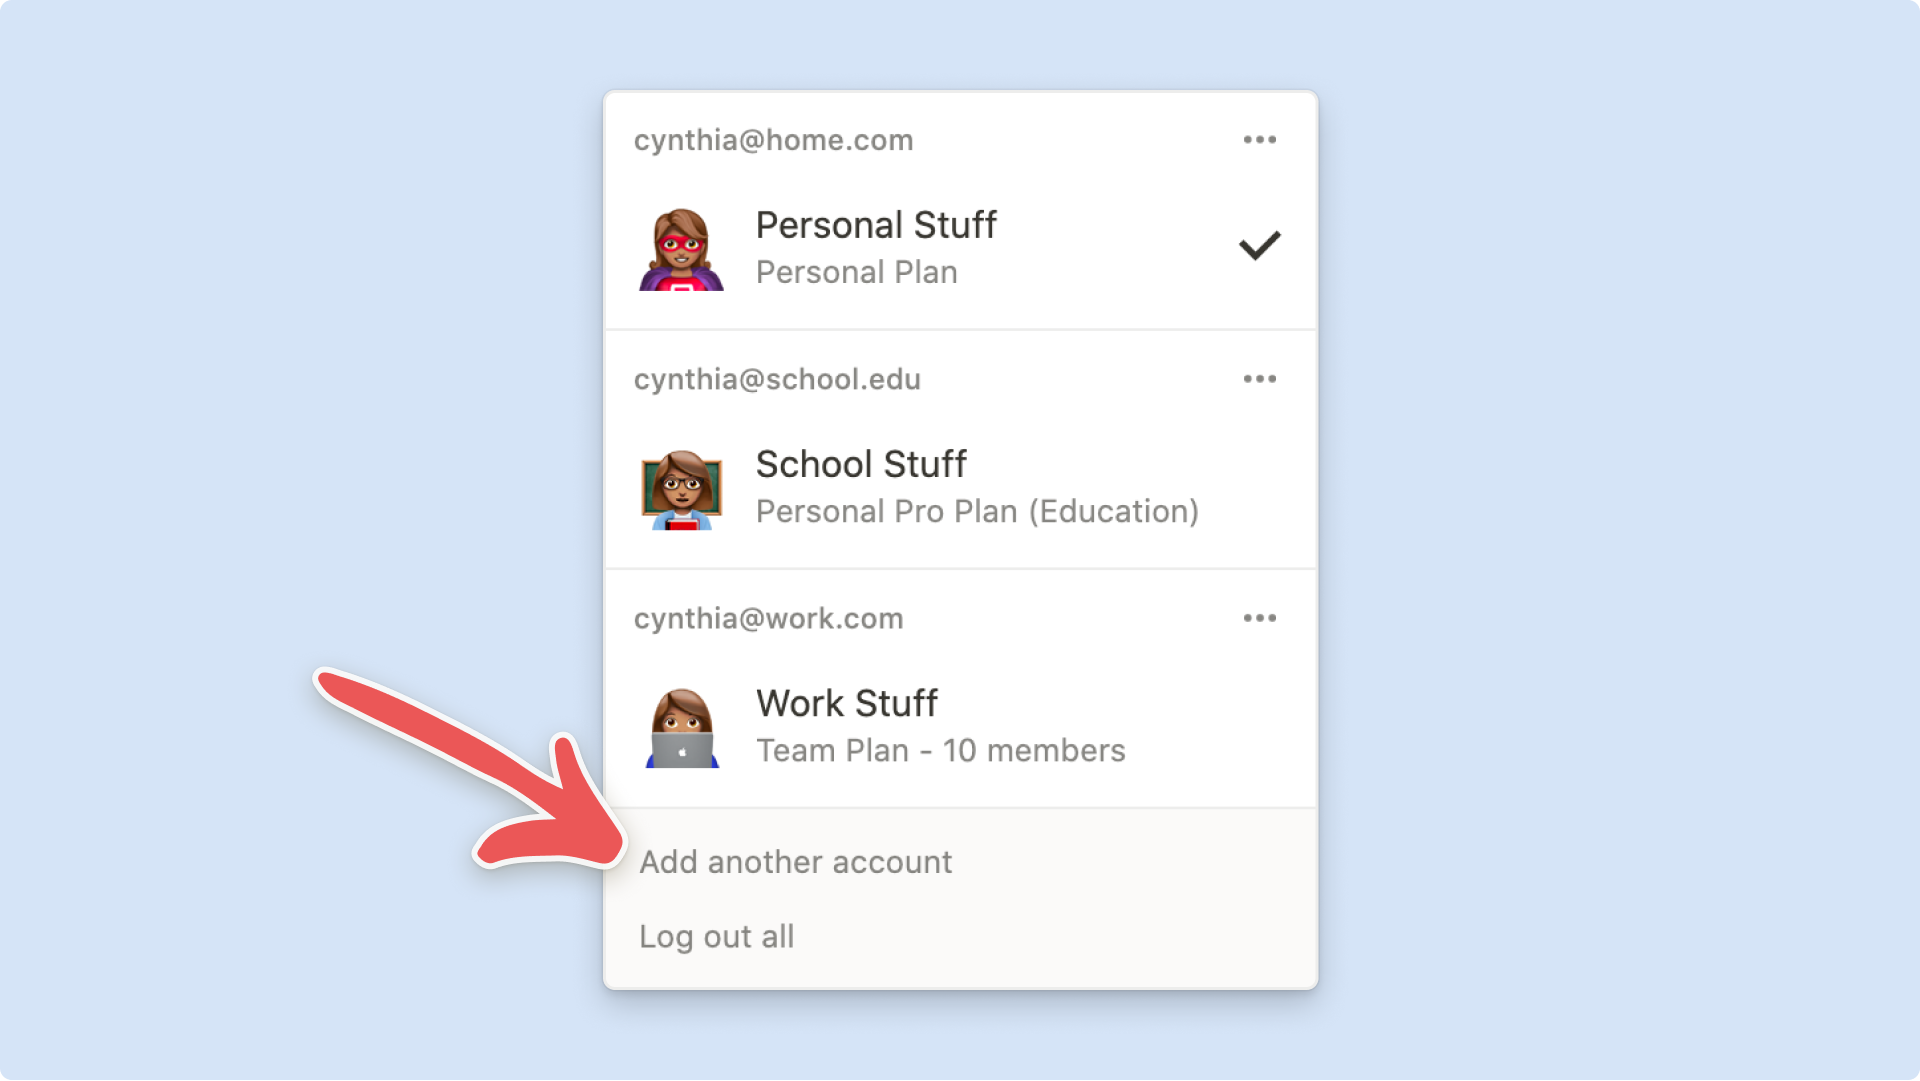 cynthia@home.com
Personal Stuff
Personal Plan
cynthia@school.edu
School Stuff
Personal Pro Plan (Education)
cynthia@work.com
Work Stuff
Team Plan - 10 members
Add another account
Log out all